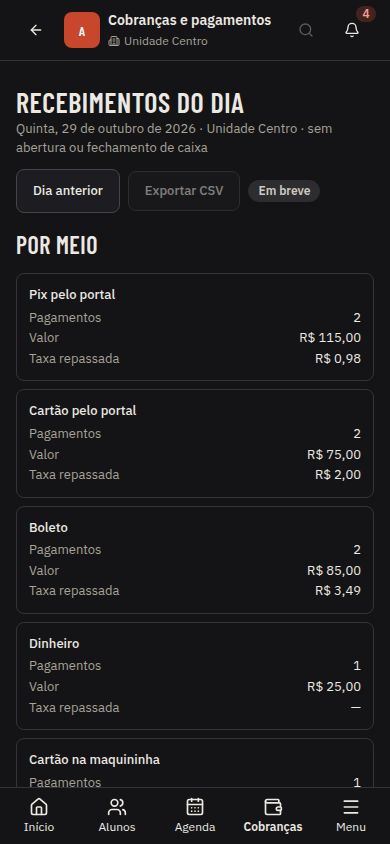 A
Cobranças e pagamentos
Unidade Centro
4
RECEBIMENTOS DO DIA
Quinta, 29 de outubro de 2026 · Unidade Centro · sem
abertura ou fechamento de caixa
Dia anterior
Exportar CSV
Em breve
POR MEIO
Pix pelo portal
Pagamentos 2
Valor R$ 115,00
Taxa repassada R$ 0,98
Cartão pelo portal
Pagamentos 2
Valor R$ 75,00
Taxa repassada R$ 2,00
Boleto
Pagamentos 2
Valor R$ 85,00
Taxa repassada R$ 3,49
Dinheiro
Pagamentos 1
Valor R$ 25,00
Taxa repassada —
Cartão na maquininha
Pagamentos 1
Início
Alunos
Agenda
Cobranças
Menu